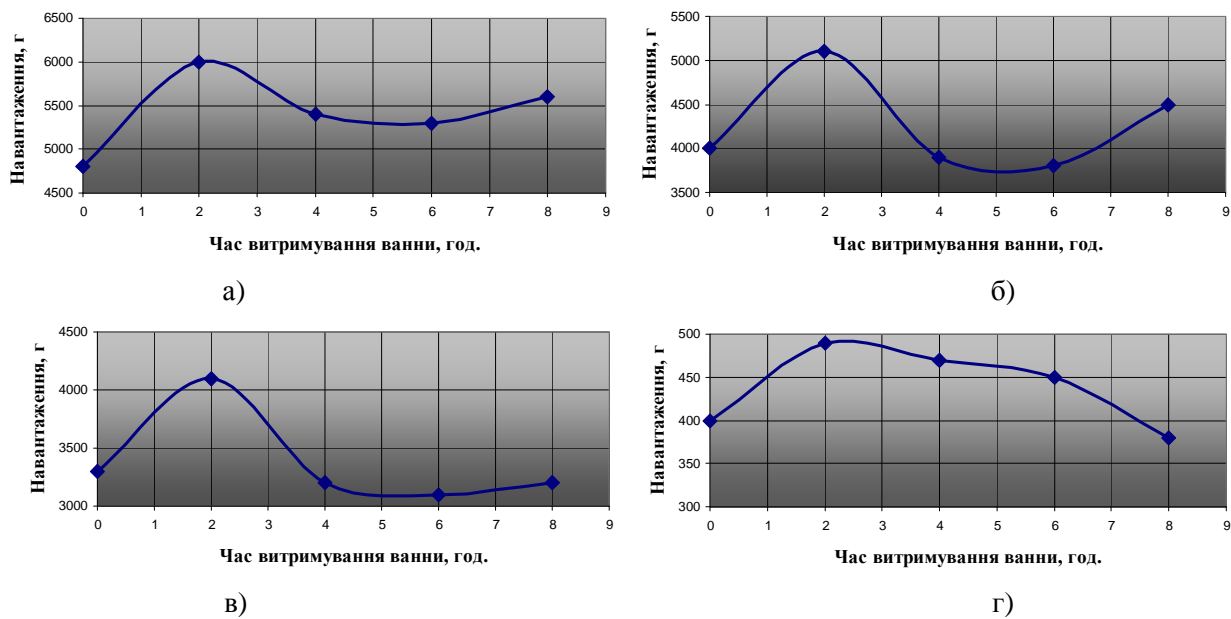 6500
6000
5500
5000
4500
Навантаження, г
0 1 2 3 4 5 6 7 8 9
Час витримування ванни, год.
а)
5500
5000
4500
4000
3500
Навантаження, г
0 1 2 3 4 5 6 7 8 9
Час витримування ванни, год.
б)
4500
4000
3500
3000
Навантаження, г
0 1 2 3 4 5 6 7 8 9
Час витримування ванни, год.
в)
500
450
400
350
300
Навантаження, г
0 1 2 3 4 5 6 7 8 9
Час витримування ванни, год.
г)